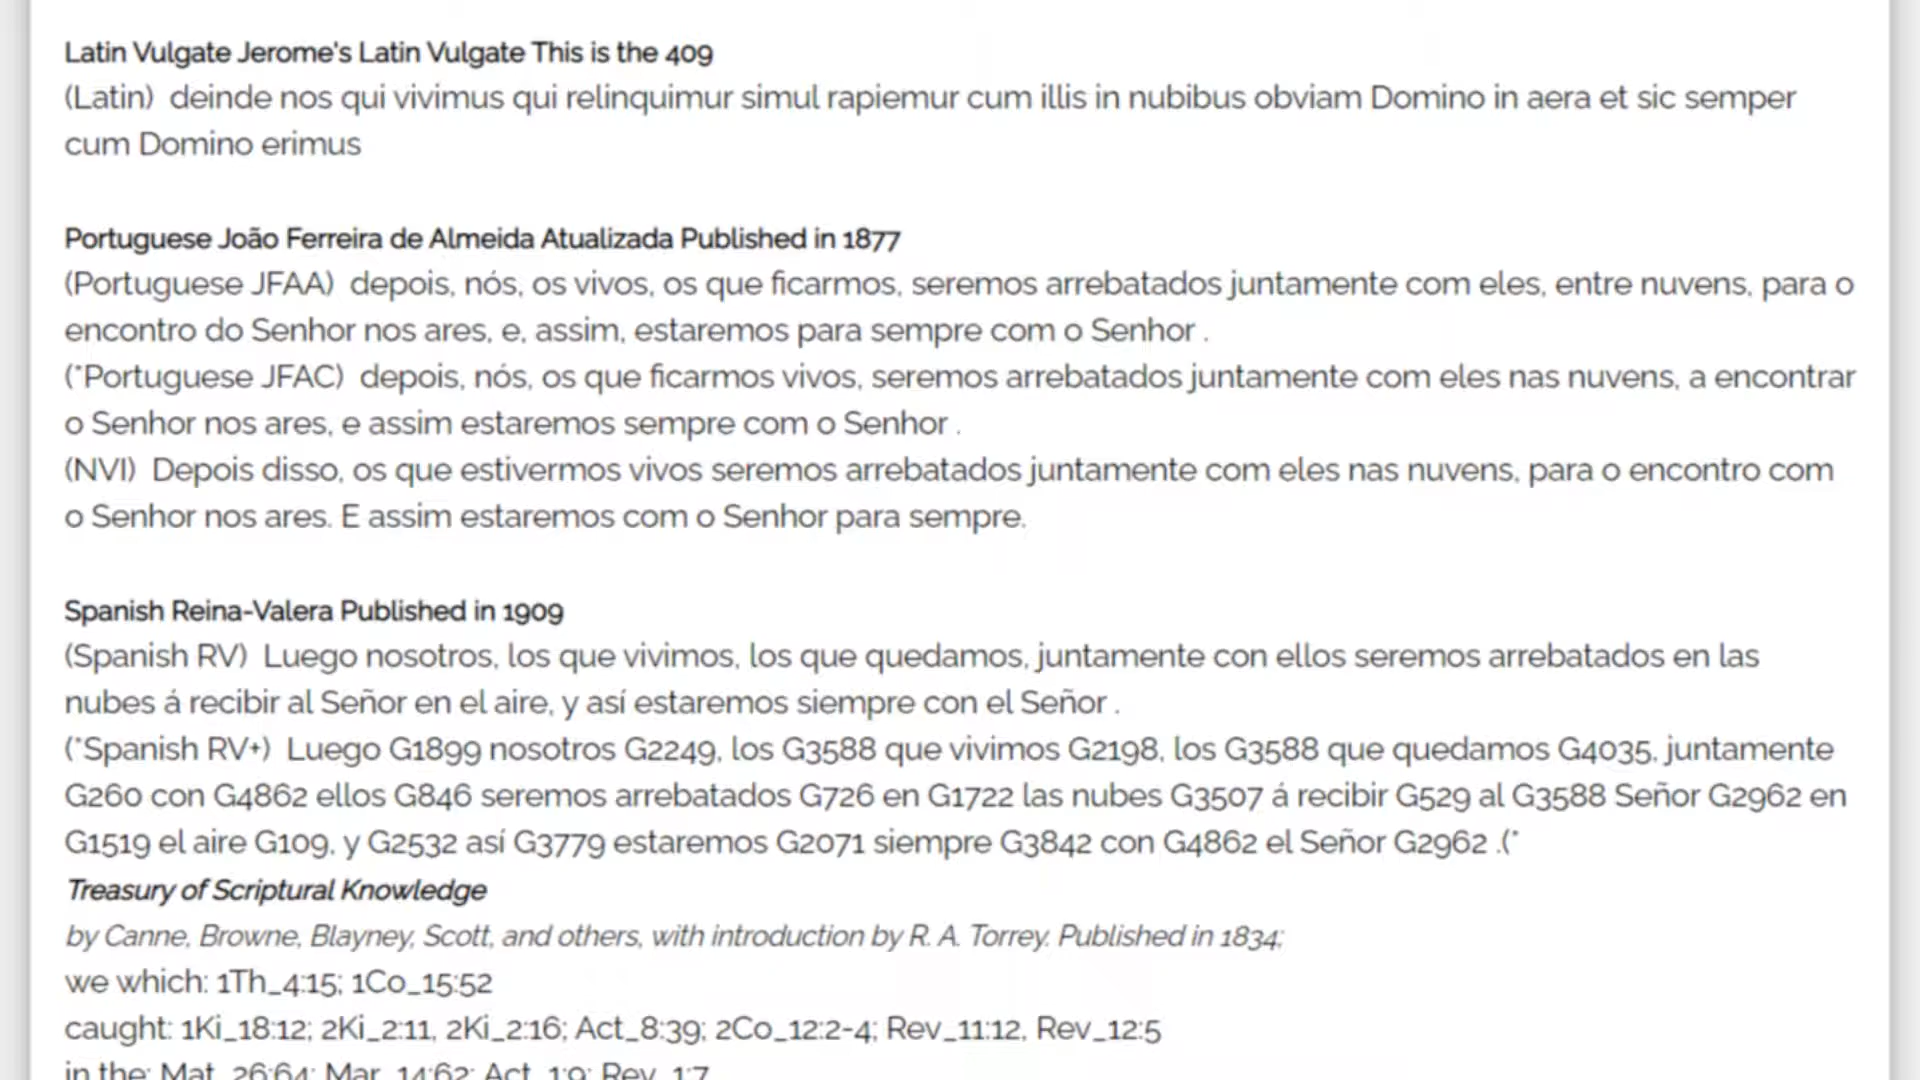 Latin Vulgate Jerome's Latin Vulgate This is the 409
(Latin) deinde nos qui vivimus qui relinquimur simul rapiemur cum illis in nubibus obviam Domino in aera et sic semper
cum Domino erimus
Portuguese João Ferreira de Almeida Atualizada Published in 1877
(Portuguese JFAA) depois, nós, os vivos, os que ficarmos, seremos arrebatados juntamente com eles, entre nuvens, para o
encontro do Senhor nos ares, e, assim, estaremos para sempre com o Senhor .
(*Portuguese JFAC) depois, nós, os que ficarmos vivos, seremos arrebatados juntamente com eles nas nuvens, a encontrar
o Senhor nos ares, e assim estaremos sempre com o Senhor .
(NVI) Depois disso, os que estivermos vivos seremos arrebatados juntamente com eles nas nuvens, para o encontro com
o Senhor nos ares. E assim estaremos com o Senhor para sempre.
Spanish Reina-Valera Published in 1909
(Spanish RV) Luego nosotros, los que vivimos, los que quedamos, juntamente con ellos seremos arrebatados en las
nubes á recibir al Señor en el aire, y así estaremos siempre con el Señor .
(*Spanish RV+) Luego G1899 nosotros G2249, los G3588 que vivimos G2198, los G3588 que quedamos G4035, juntamente
G260 con G4862 ellos G846 seremos arrebatados G726 en G1722 las nubes G3507 á recibir G529 al G3588 Señor G2962 en
G1519 el aire G109, y G2532 así G3779 estaremos G2071 siempre G3842 con G4862 el Señor G2962 .(*
Treasury of Scriptural Knowledge
by Canne, Browne, Blayney, Scott, and others, with introduction by R. A. Torrey. Published in 1834;
we which: 1Th_4:15; 1Co_15:52
caught: 1Ki_18:12; 2Ki_2:11, 2Ki_2:16; Act_8:39; 2Co_12:2-4; Rev_11:12, Rev_12:5
in the: Mat_26:64; Mar_14:62; Act_1:9; Rev_1:7